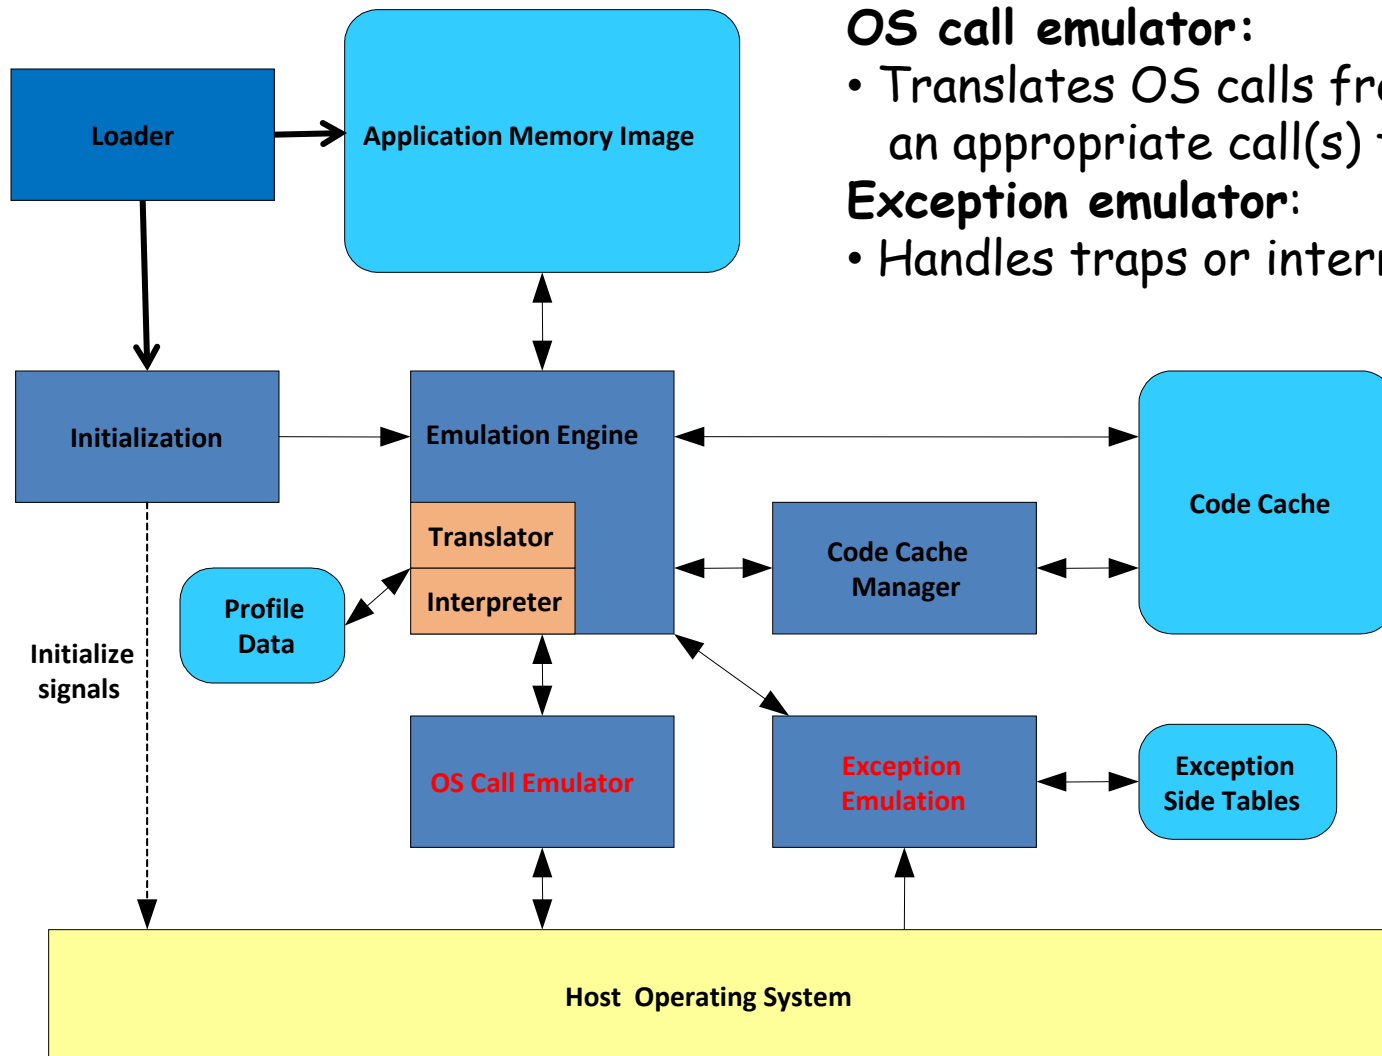 OS call emulator:
• Translates OS calls
an appropriate call(s)
Exception emulator:
• Handles traps or
Loader
Application Memory Image
Initialization
Emulation Engine
Translator
Interpreter
Code Cache
Manager
Code Cache
Profile
Data
Initialize
signals
OS Call Emulator
Exception
Emulation
Exception
Side Tables
Host Operating System